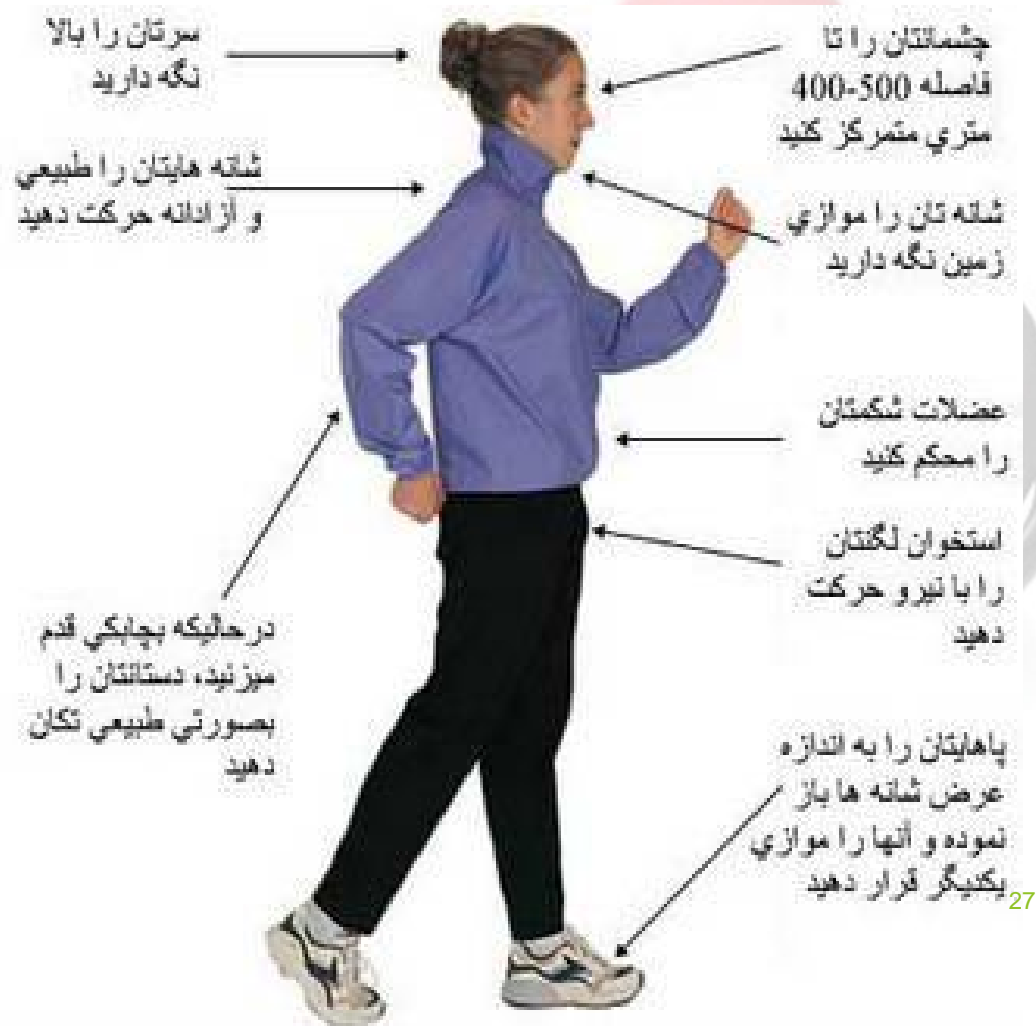 سرتان را بالا
نگه داريد
چشمانتان را تا
فاصله 500-400
متري متمرکز کنيد
شانه هايتان را طبيعي
و آزادانه حرکت دهيد
شانه تان را موازي
زمين نگه داريد
عضلات شکمتان
را محکم کنيد
استخوان لگنتان
را با نيرو حرکت
دهيد
درحاليکه بچابکي قدم
ميزنيد، دستانتان را
بصورتي طبيعي تکان
دهيد
پاهايتان را به اندازه
عرض شانه ها باز
نموده و آنها را موازي
يکديگر قرار دهيد
27